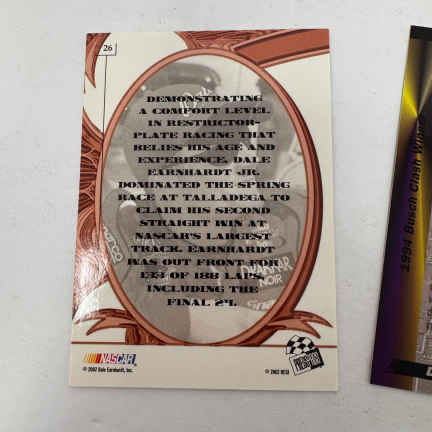 26
DEMONSTRATING
A COMFORT LEVEL
IN RESTRICTOR-
PLATE RACING THAT
BELIES HIS AGE AND
EXPERIENCE, DALE
EARNHARDT JR.
DOMINATED THE SPRING
RACE AT TALLADEGA TO
CLAIM HIS SECOND
STRAIGHT WIN AT
NASCAR'S LARGEST
TRACK. EARNHARDT
WAS OUT FRONT FOR
133 OF 188 LAPS,
INCLUDING THE
FINAL 24.
NASCAR
© 2002 Dale Earnhardt, Inc.
1994 Busch Clash Winner